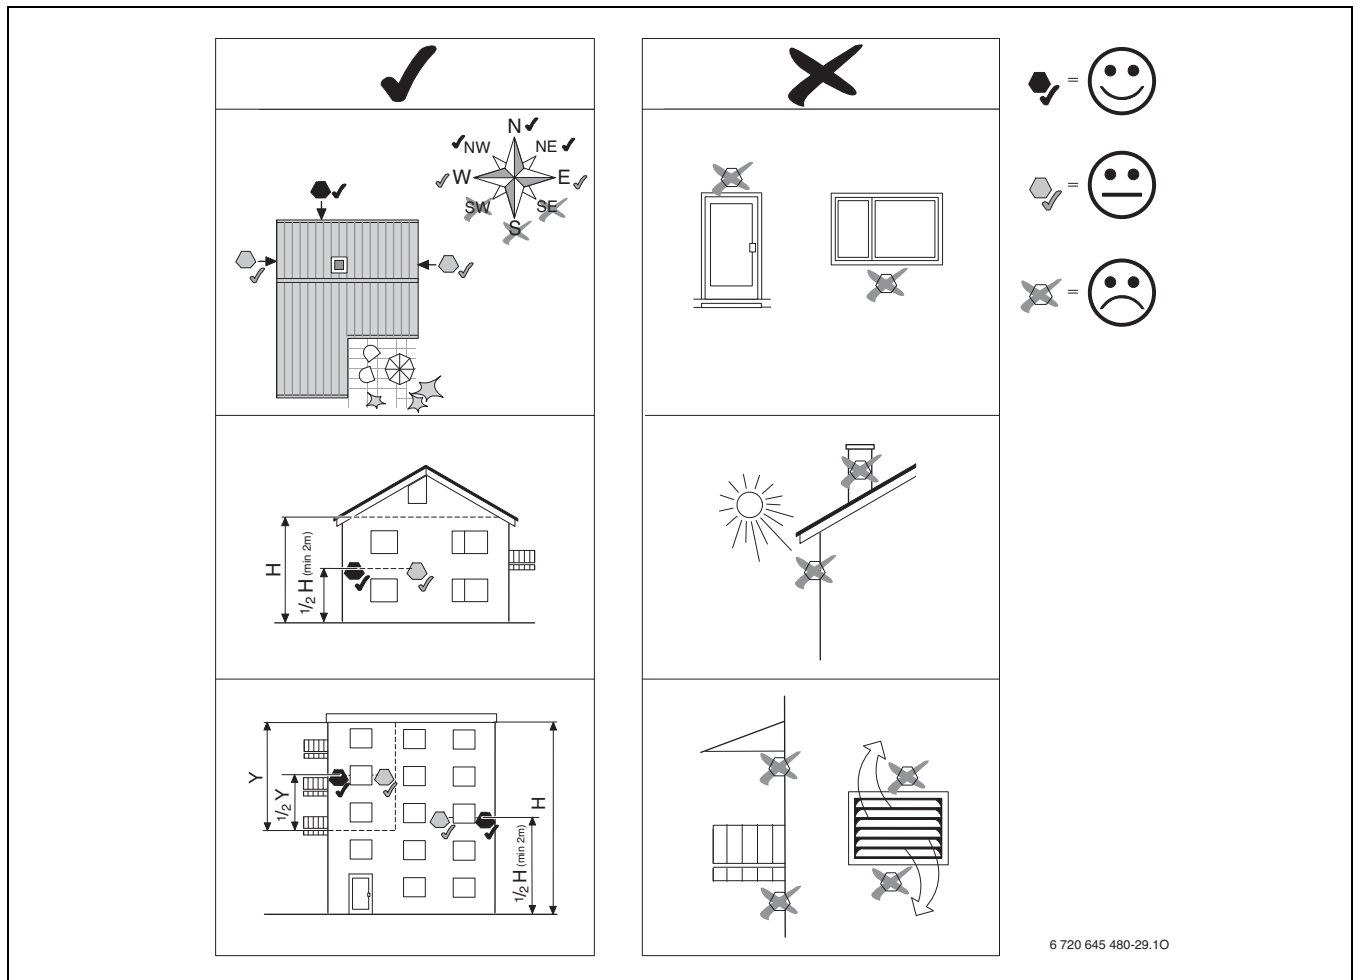 N
NW NE
W E
SW SE
S
=
=
=
H
1/2 H (min 2m)
Y
1/2 Y
H
1/2 H (min 2m)
6 720 645 480-29.1O